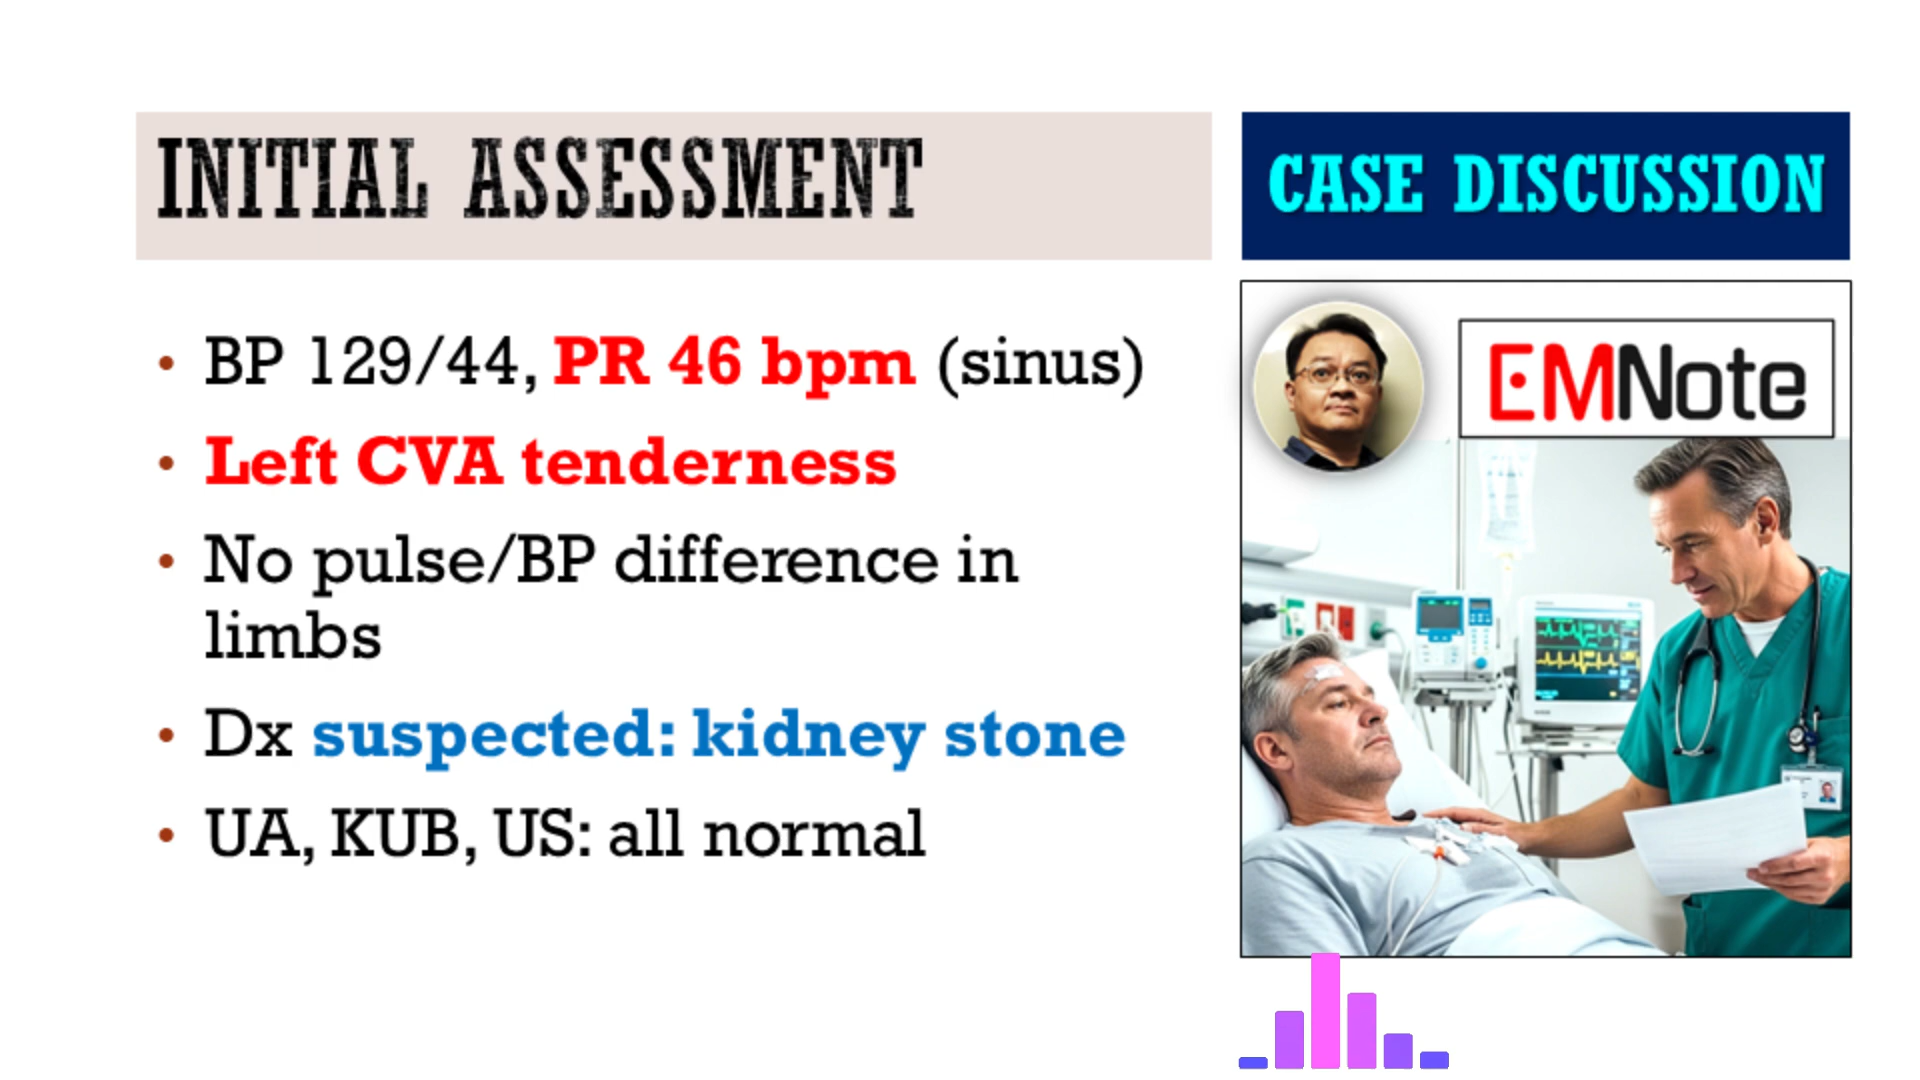 INITIAL ASSESSMENT
CASE DISCUSSION
• BP 129/44, PR 46 bpm (sinus)
• Left CVA tenderness
• No pulse/BP difference in
limbs
• Dx suspected: kidney stone
• UA, KUB, US: all normal
EMNote